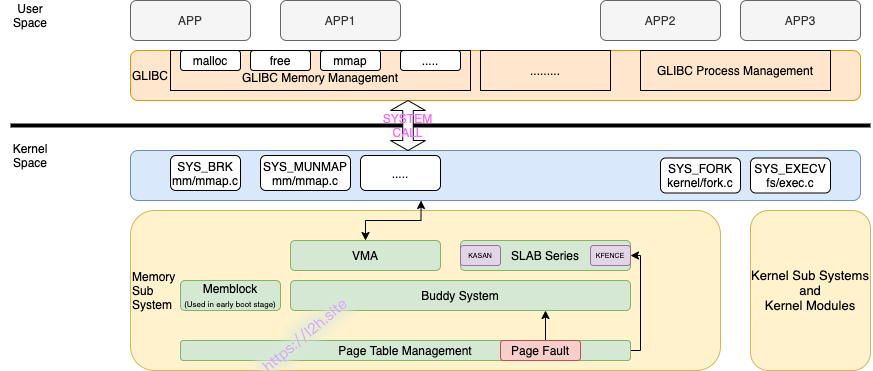 User
Space
APP
APP1
APP2
APP3
GLIBC
malloc
free
mmap
.....
GLIBC Memory Management
.........
GLIBC Process Management
SYSTEM
CALL
Kernel
Space
SYS_BRK
mm/mmap.c
SYS_MUNMAP
mm/mmap.c
.....
SYS_FORK
kernel/fork.c
SYS_EXECV
fs/exec.c
VMA
KASAN
SLAB Series
KFENCE
Memory
Sub
System
Memblock
(Used in early boot stage)
Buddy System
Kernel Sub Systems
and
Kernel Modules
https://l2h.site
Page Table Management
Page Fault